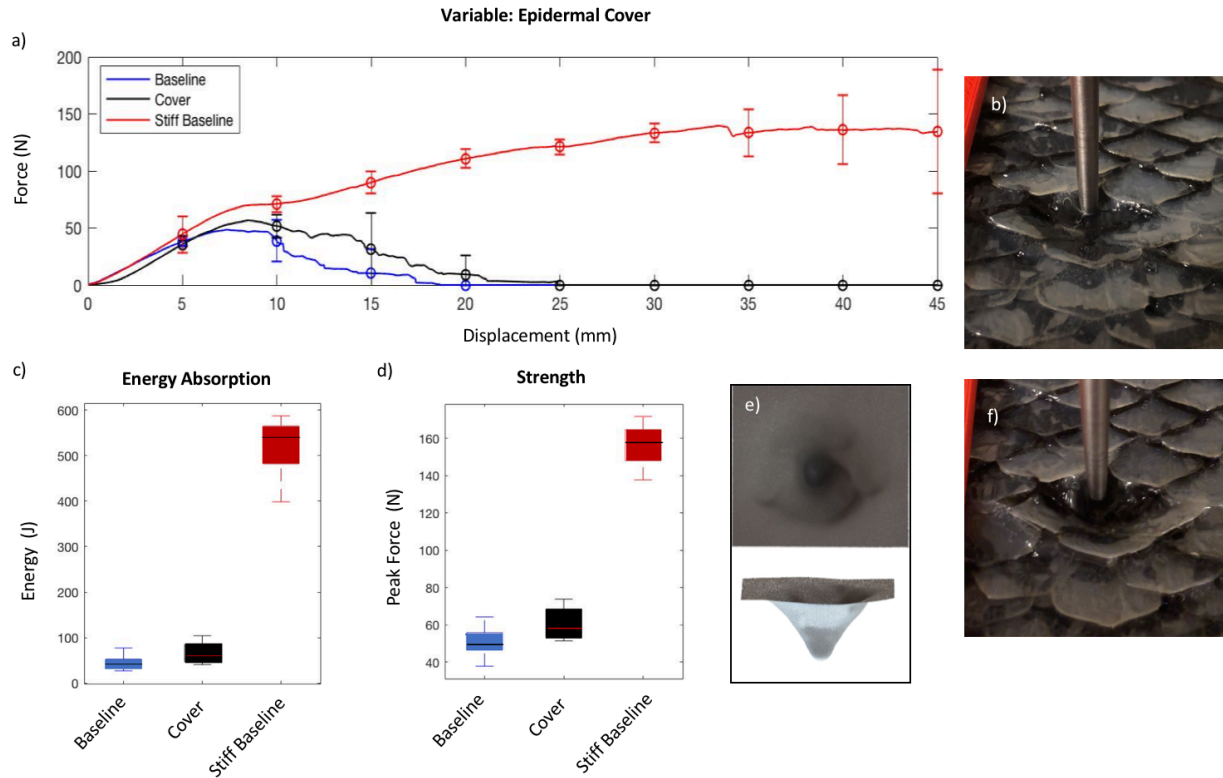 Variable: Epidermal Cover
a)
200
150
100
50
0
Force (N)
Baseline
Cover
Stiff Baseline
0 5 10 15 20 25 30 35 40 45
Displacement (mm)
b)
c)
Energy Absorption
600
500
400
300
200
100
0
Energy (J)
Baseline
Cover
Stiff Baseline
d)
Strength
160
140
120
100
80
60
40
Peak Force (N)
Baseline
Cover
Stiff Baseline
e)
f)